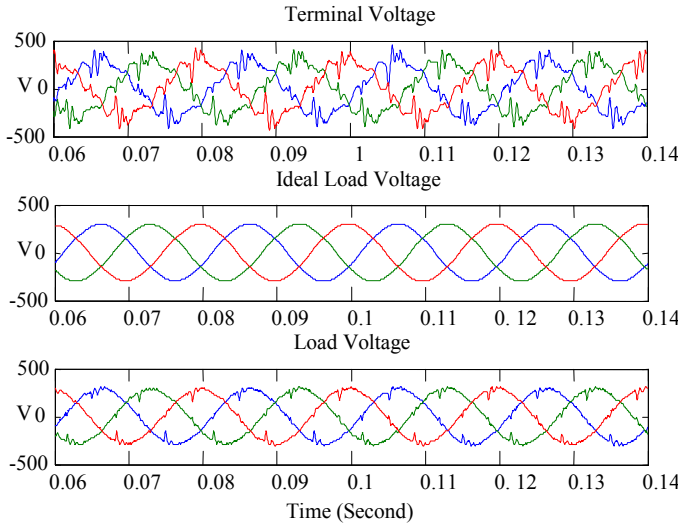 Terminal Voltage
500
V 0
-500
0.06 0.07 0.08 0.09 1 0.11 0.12 0.13 0.14
Ideal Load Voltage
500
V 0
-500
0.06 0.07 0.08 0.09 0.1 0.11 0. 12 0.13 0.14
Load Voltage
500
V 0
-500
0.06 0.07 0.08 0.09 0.1 0.11 0. 12 0.13 0.14
Time (Second)